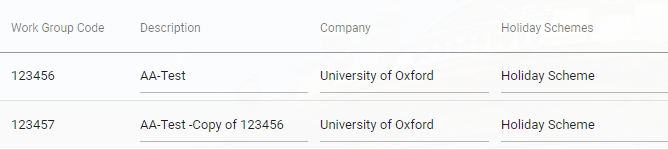 Work Group Code Description Company Holiday Schemes
123456 AA-Test University of Oxford Holiday Scheme
123457 AA-Test -Copy of 123456 University of Oxford Holiday Scheme